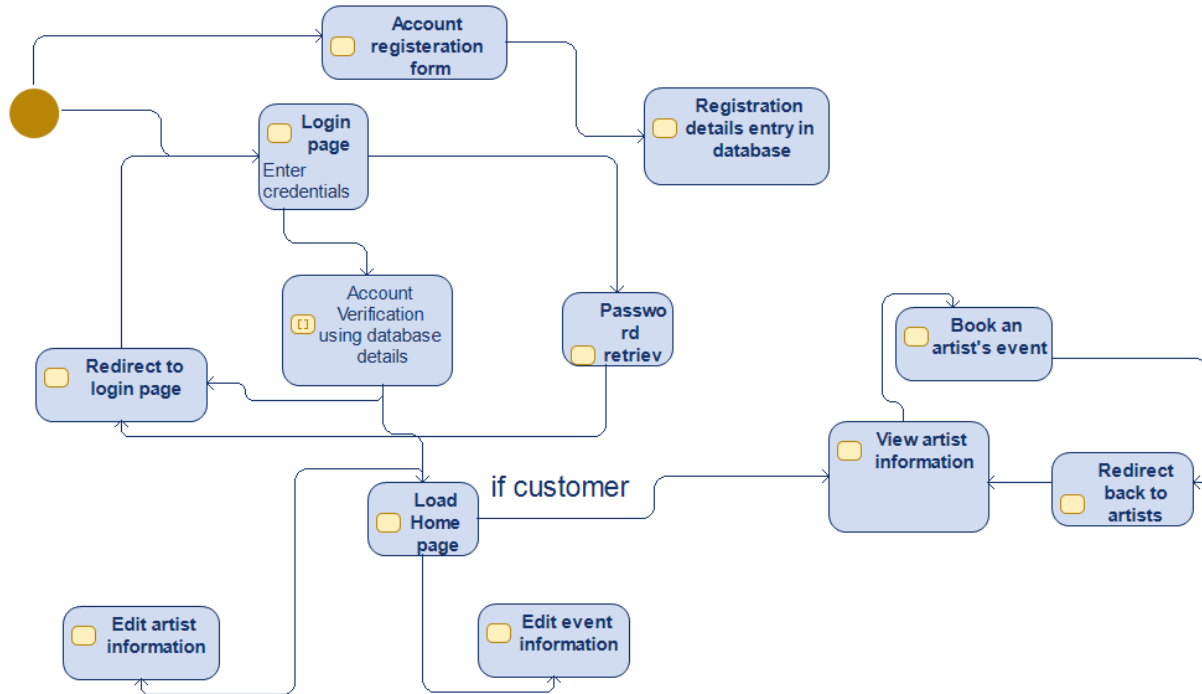 Account
registeration
form
Registration
details entry in
database
Login
page
Enter
credentials
Account
Verification
using database
details
Passwo
rd
retriev
Redirect to
login page
Book an
artist's event
View artist
information
Redirect
back to
artists
if customer
Load
Home
page
Edit artist
information
Edit event
information